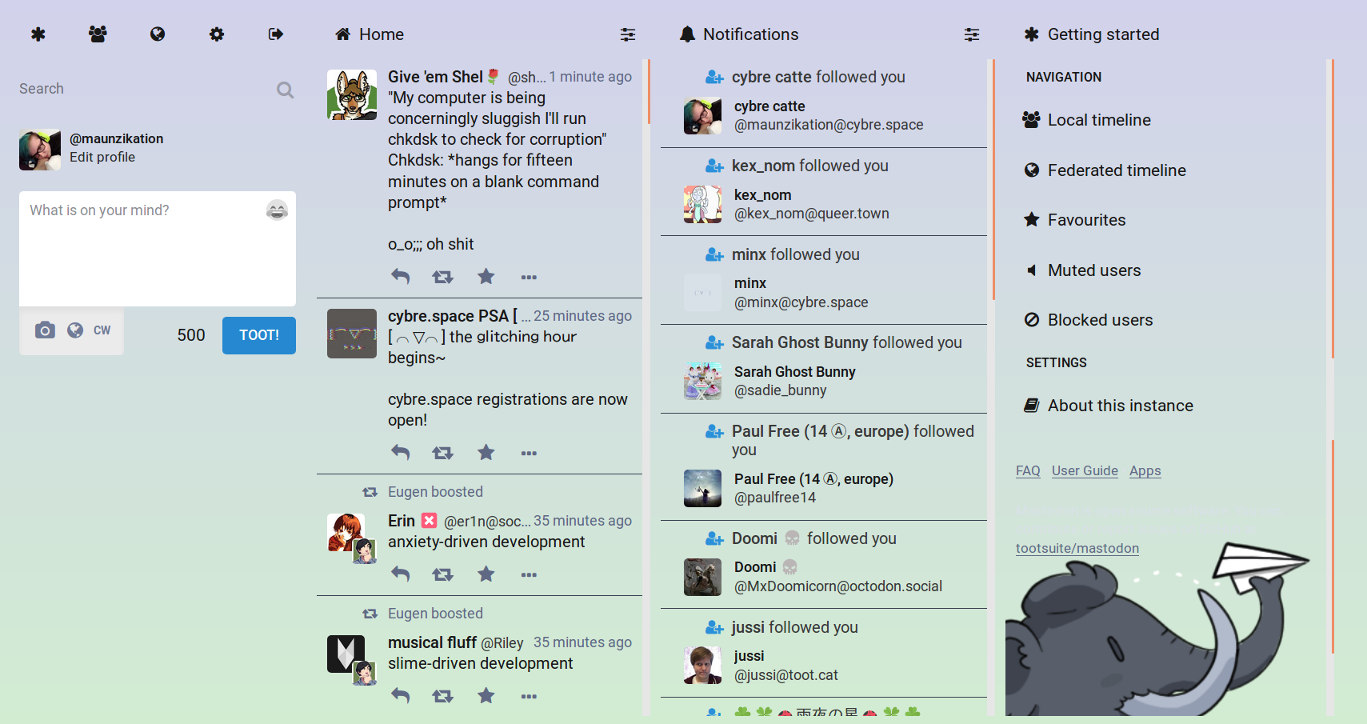 Search
@maunzikation
Edit profile
What is on your mind?
CW
500
TOOT!
Home
Give 'em Shel🌹 @sh... 1 minute ago
"My computer is being
concerningly sluggish I'll run
chkdsk to check for corruption"
Chkdsk: *hangs for fifteen
minutes on a blank command
prompt*
o_o;;; oh shit
cybre.space PSA [ ... 25 minutes ago
[ ︵ ▽︵ ] the glitching hour
begins~
cybre.space registrations are now
open!
Eugen boosted
Erin ❌ @er1n@soc... 35 minutes ago
anxiety-driven development
Eugen boosted
musical fluff @Riley 35 minutes ago
slime-driven development
Notifications
cybre catte followed you
cybre catte
@maunzikation@cybre.space
kex_nom followed you
kex_nom
@kex_nom@queer.town
minx followed you
minx
@minx@cybre.space
Sarah Ghost Bunny followed you
Sarah Ghost Bunny
@sadie_bunny
Paul Free (14 Ⓐ, europe) followed
you
Paul Free (14 Ⓐ, europe)
@paulfree14
Doomi 💀 followed you
Doomi 💀
@MxDoomicorn@octodon.social
jussi followed you
jussi
@jussi@toot.cat
雨夜の星
Getting started
NAVIGATION
Local timeline
Federated timeline
Favourites
Muted users
Blocked users
SETTINGS
About this instance
FAQ User Guide Apps
tootsuite/mastodon